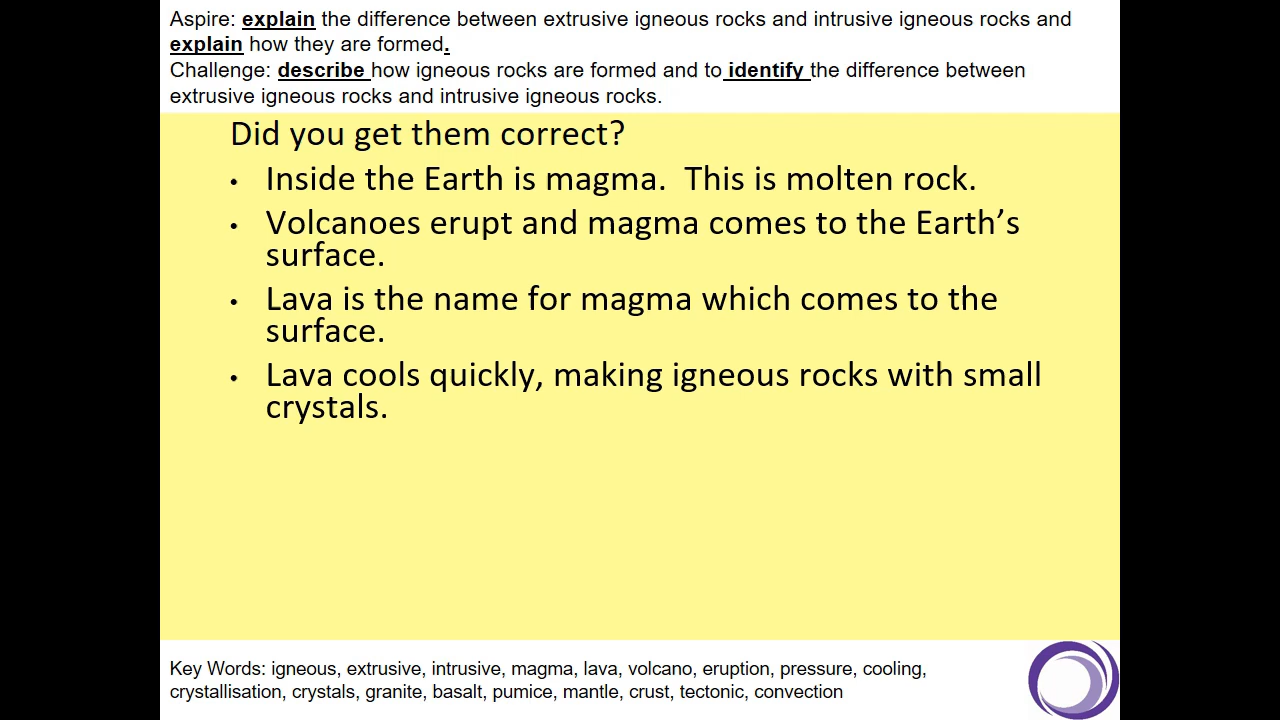 Aspire: explain the difference between extrusive igneous rocks and intrusive igneous rocks and
explain how they are formed.
Challenge: describe how igneous rocks are formed and to identify the difference between
extrusive igneous rocks and intrusive igneous rocks.
Did you get them correct?
• Inside the Earth is magma.  This is molten rock.
• Volcanoes erupt and magma comes to the Earth’s
surface.
• Lava is the name for magma which comes to the
surface.
• Lava cools quickly, making igneous rocks with small
crystals.
Key Words: igneous, extrusive, intrusive, magma, lava, volcano, eruption, pressure, cooling,
crystallisation, crystals, granite, basalt, pumice, mantle, crust, tectonic, convection